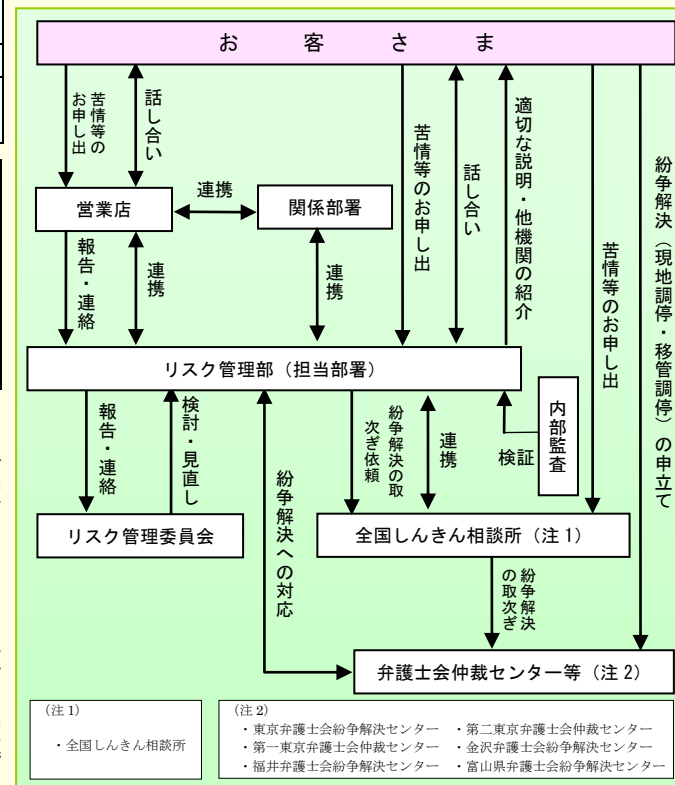 お客さま
苦情等の
お申し出
話し合い
苦情等のお申し出
話し合い
適切な説明・他機関の紹介
苦情等のお申し出
紛争解決（現地調停・移管調停）の申立て
営業店
連携
関係部署
報告・連絡
連携
連携
リスク管理部（担当部署）
報告・連絡
検討・見直し
紛争解決への対応
紛争解決の取
次ぎ依頼
連携
検証
内部監査
リスク管理委員会
全国しんきん相談所（注1）
紛争解決
の取次ぎ
弁護士会仲裁センター等（注2）
（注1）
・全国しんきん相談所
（注2）
・東京弁護士会紛争解決センター ・第二東京弁護士会仲裁センター
・第一東京弁護士会仲裁センター ・金沢弁護士会紛争解決センター
・福井弁護士会紛争解決センター ・富山県弁護士会紛争解決センター